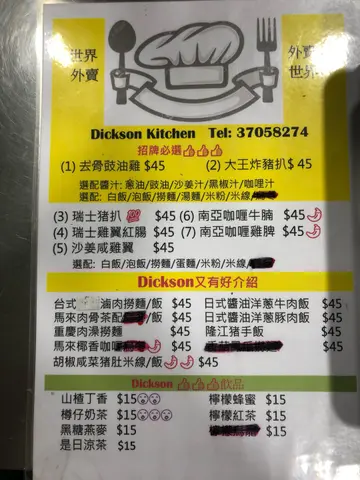 世界
外賣
外賣
世界
Dickson Kitchen Tel: 37058274
招牌必選
(1) 去骨豉油雞 $45 (2) 大王炸豬扒$ 45
選配醬汁: 蔥油/豉油/沙姜汁/黑椒汁/咖喱汁
選配: 白飯/泡飯/撈麵/湯麵/米粉/米線/
(3) 瑞士豬扒 💯 $45 (6) 南亞咖喱牛腩 $45
(4) 瑞士雞翼紅腸 $45 (7) 南亞咖喱雞脾 $45
(5) 沙姜咸雞翼 $45
選配: 白飯/泡飯/撈麵/蛋麵/米粉/米線/
Dickson又有好介紹
台式 滷肉撈麵/飯 $45 日式醬油洋蔥牛肉飯 $45
馬來肉骨茶配 /飯 $45 日式醬油洋蔥豚肉飯 $45
重慶肉澡撈麵 $45 隆江豬手飯 $45
馬來椰香咖喱 $45 $45
胡椒咸菜豬肚米線/飯 $45
Dickson 飲品
山楂丁香 $15 檸檬蜂蜜 $15
樽仔奶茶 $15 檸檬紅茶 $15
黑糖燕麥 $15 $15
是日涼茶 $15